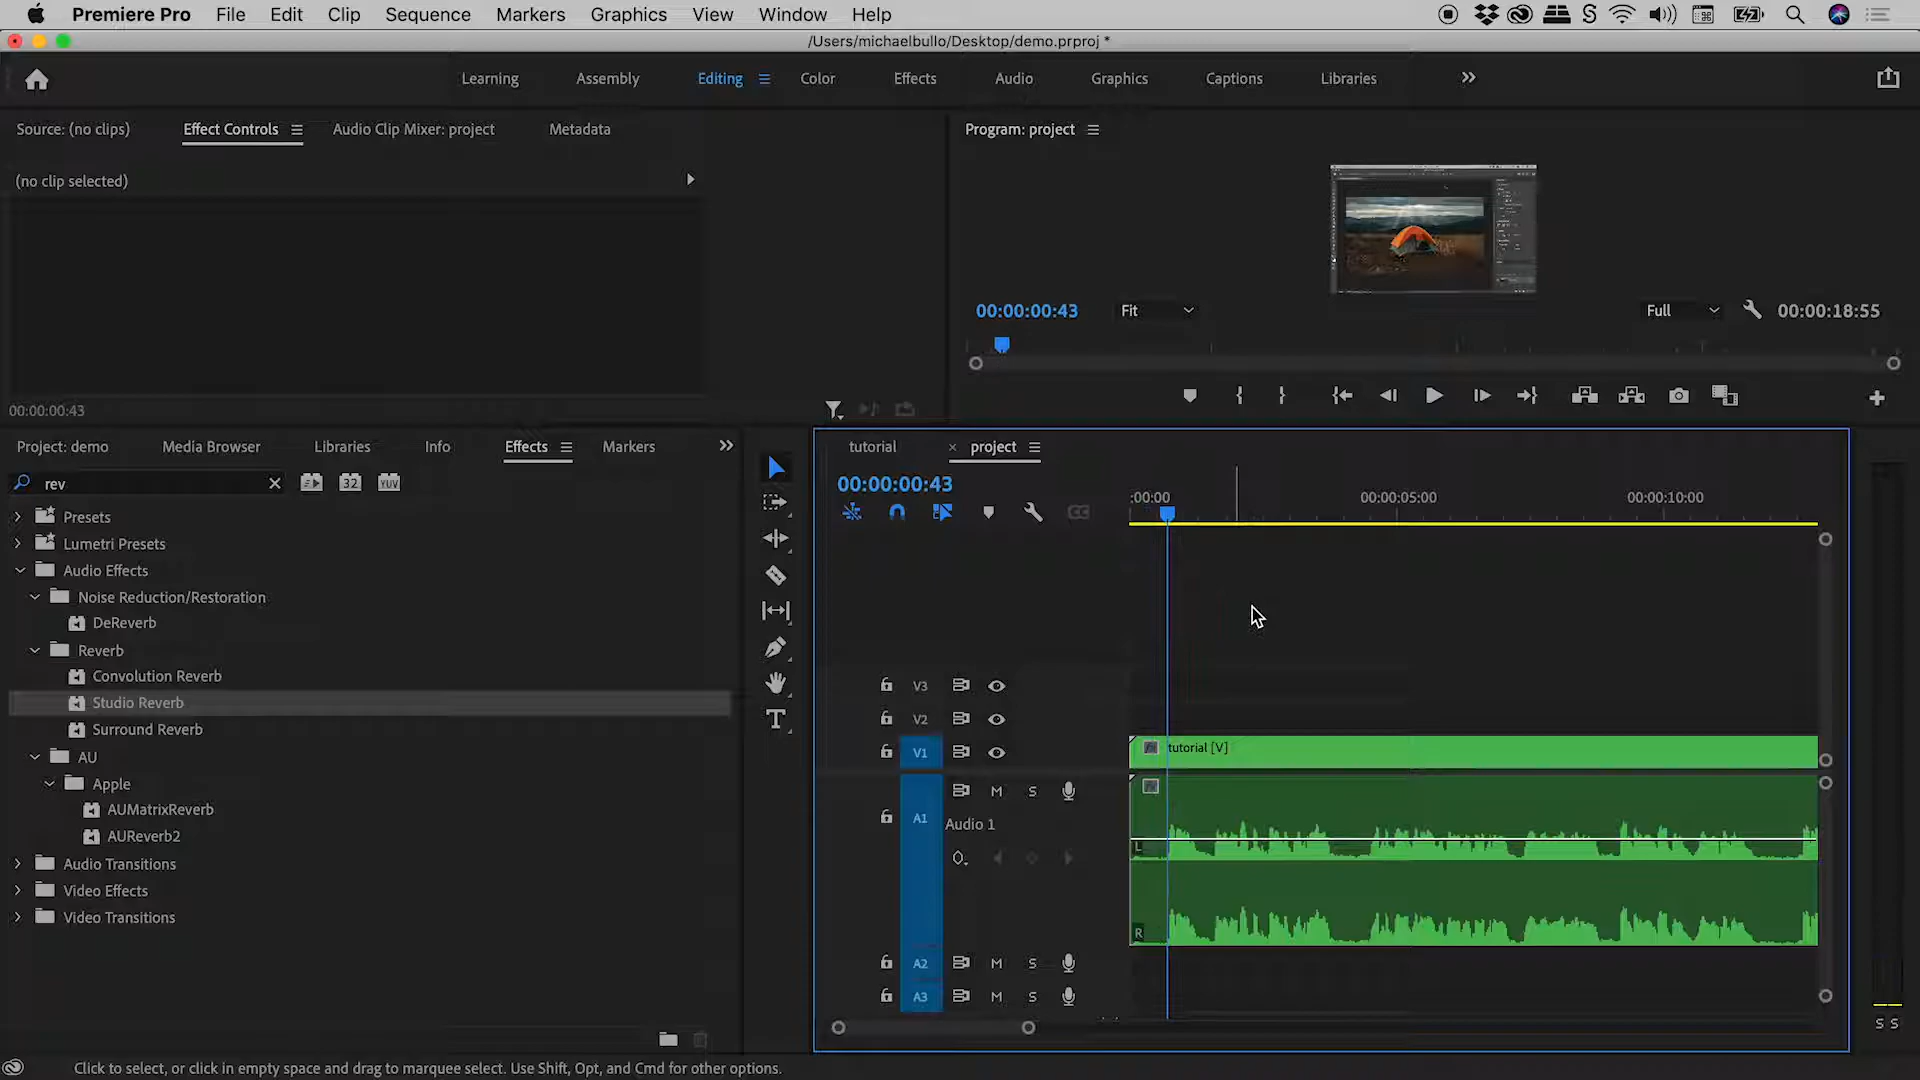 Premiere Pro File Edit Clip Sequence Markers Graphics View Window Help
/Users/michaelbullo/Desktop/demo.prproj *
Learning Assembly Editing Color Effects Audio Graphics Captions Libraries
Source: (no clips) Effect Controls Audio Clip Mixer: project Metadata
Program: project
(no clip selected)
00:00:00:43 Fit Full 00:00:18:55
00:00:00:43
Project: demo Media Browser Libraries Info Effects Markers
rev 32 YUV
Presets
Lumetri Presets
Audio Effects
Noise Reduction/Restoration
DeReverb
Reverb
Convolution Reverb
Studio Reverb
Surround Reverb
AU
Apple
AUMatrixReverb
AUReverb2
Audio Transitions
Video Effects
Video Transitions
tutorial × project
00:00:00:43
:00:00 00:00:05:00 00:00:10:00
CC
V3
V2
V1 tutorial [V]
M S
A1 Audio 1
L
R
A2 M S
A3 M S
S S
Click to select, or click in empty space and drag to marquee select. Use Shift, Opt, and Cmd for other options.